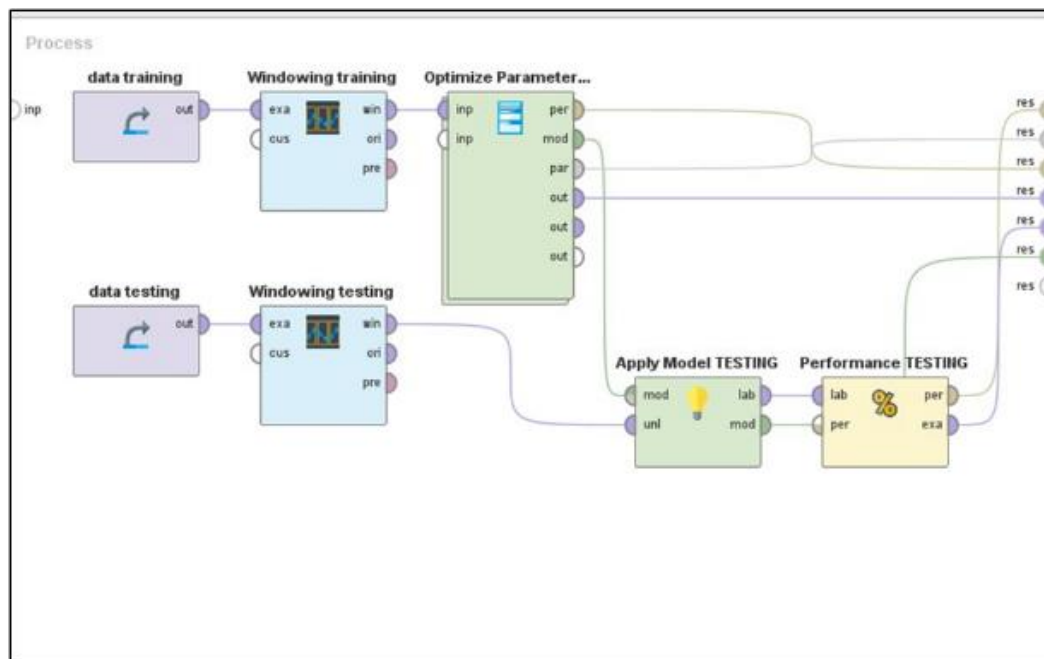 Process
inp
data training
out
Windowing training
exa
cus
win
ori
pre
Optimize Parameter...
inp
inp
per
mod
par
out
out
out
res
res
res
res
res
res
res
data testing
out
Windowing testing
exa
cus
win
ori
pre
Apply Model TESTING
mod
unl
lab
mod
Performance TESTING
lab
per
per
exa